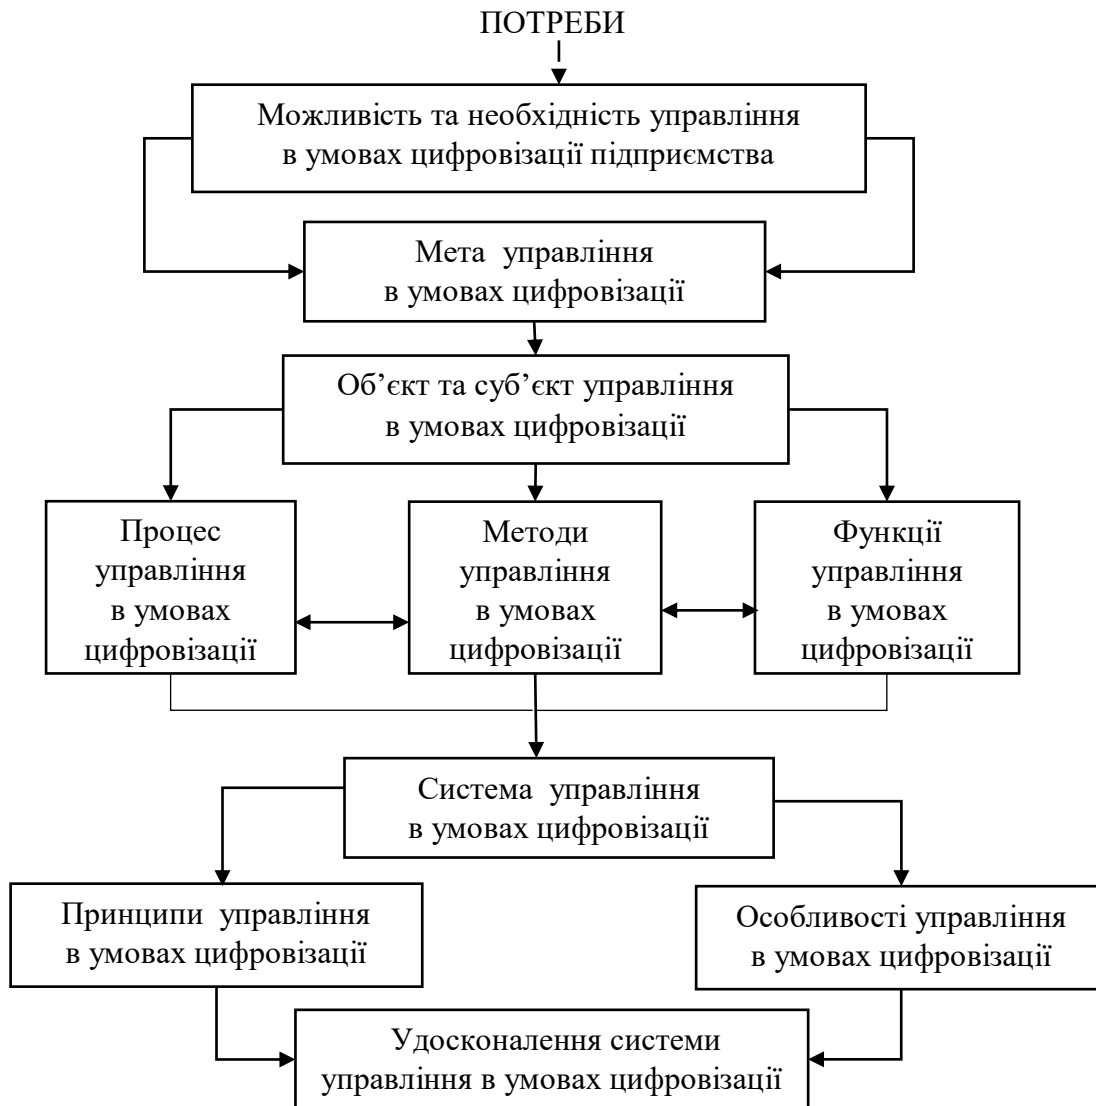 ПОТРЕБИ
Можливість та необхідність управління
в умовах цифровізації підприємства
Мета управління
в умовах цифровізації
Об’єкт та суб’єкт управління
в умовах цифровізації
Процес
управління
в умовах
цифровізації
Методи
управління
в умовах
цифровізації
Функції
управління
в умовах
цифровізації
Система управління
в умовах цифровізації
Принципи управління
в умовах цифровізації
Особливості управління
в умовах цифровізації
Удосконалення системи
управління в умовах цифровізації